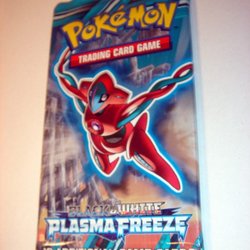 POKÉMON
TRADING CARD GAME
BLACK & WHITE
PLASMA FREEZE